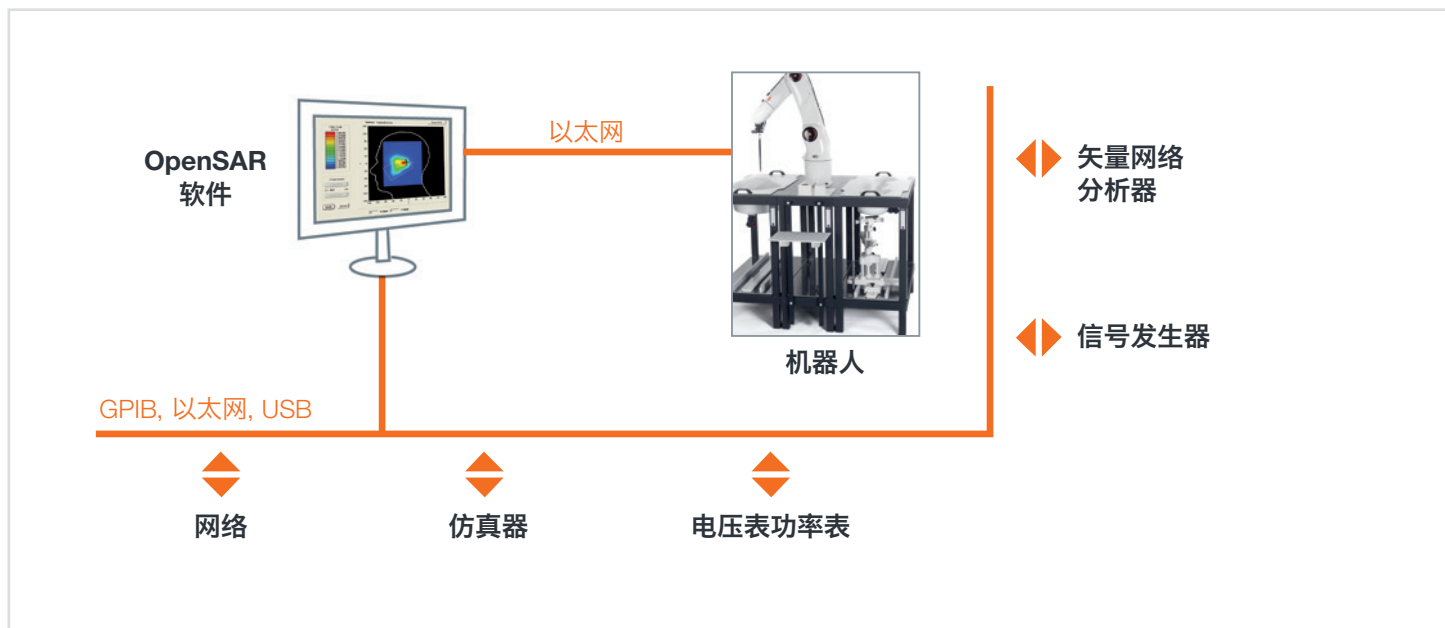 以太网
OpenSAR
软件
矢量网络
分析器
信号发生器
机器人
GPIB, 以太网, USB
网络
仿真器
电压表功率表